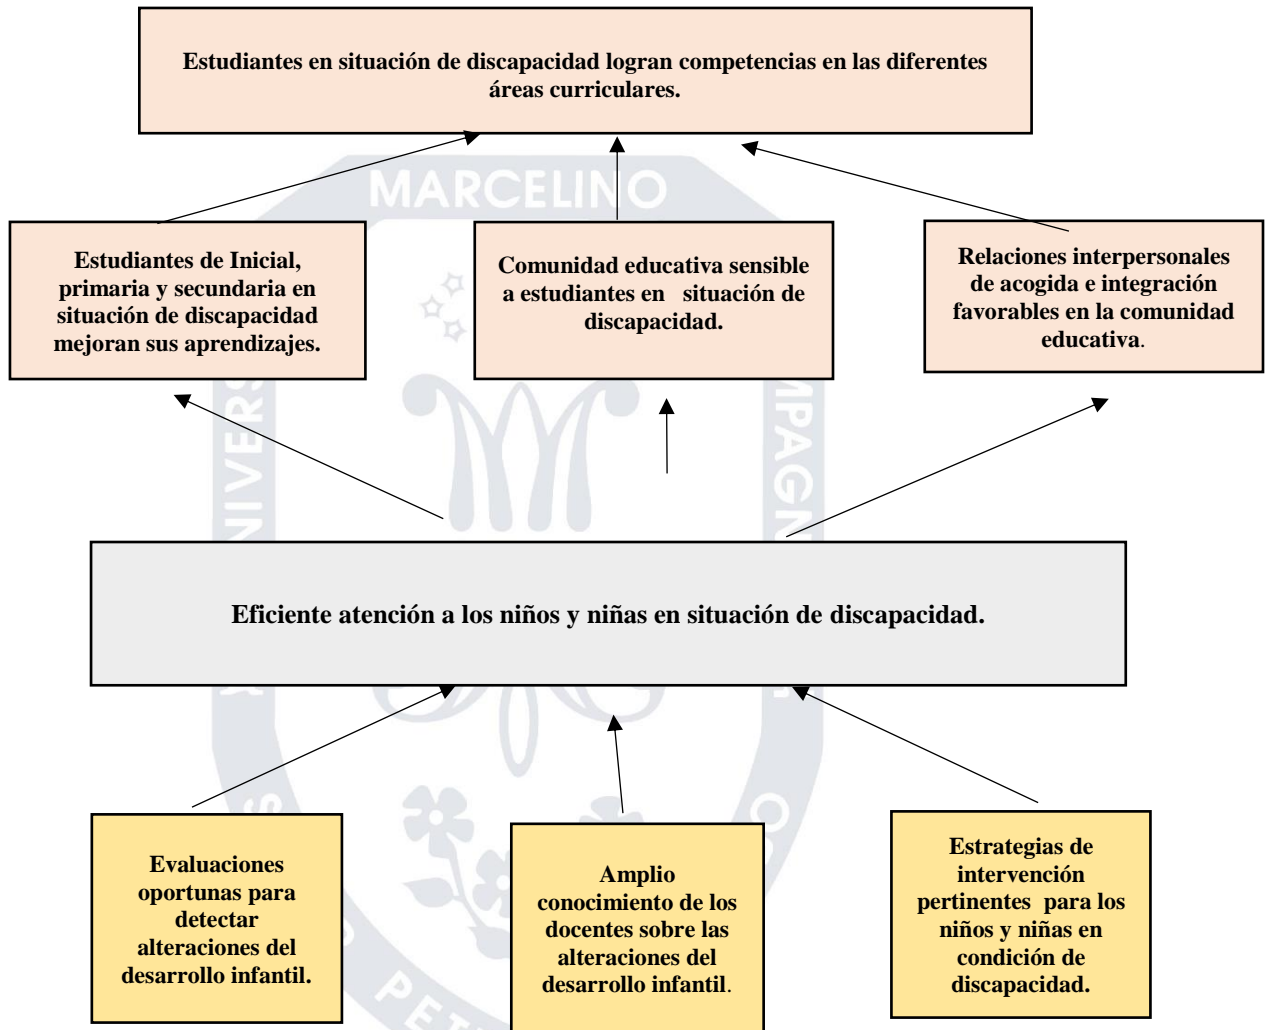 Estudiantes en situación de discapacidad logran competencias en las diferentes
áreas curriculares.
MARCELINO
Estudiantes de Inicial,
primaria y secundaria en
situación de discapacidad
mejoran sus aprendizajes.
Comunidad educativa sensible
a estudiantes en situación de
discapacidad.
Relaciones interpersonales
de acogida e integración
favorables en la comunidad
educativa.
Eficiente atención a los niños y niñas en situación de discapacidad.
Evaluaciones
oportunas para
detectar
alteraciones del
desarrollo infantil.
Amplio
conocimiento de los
docentes sobre las
alteraciones del
desarrollo infantil.
Estrategias de
intervención
pertinentes para los
niños y niñas en
condición de
discapacidad.